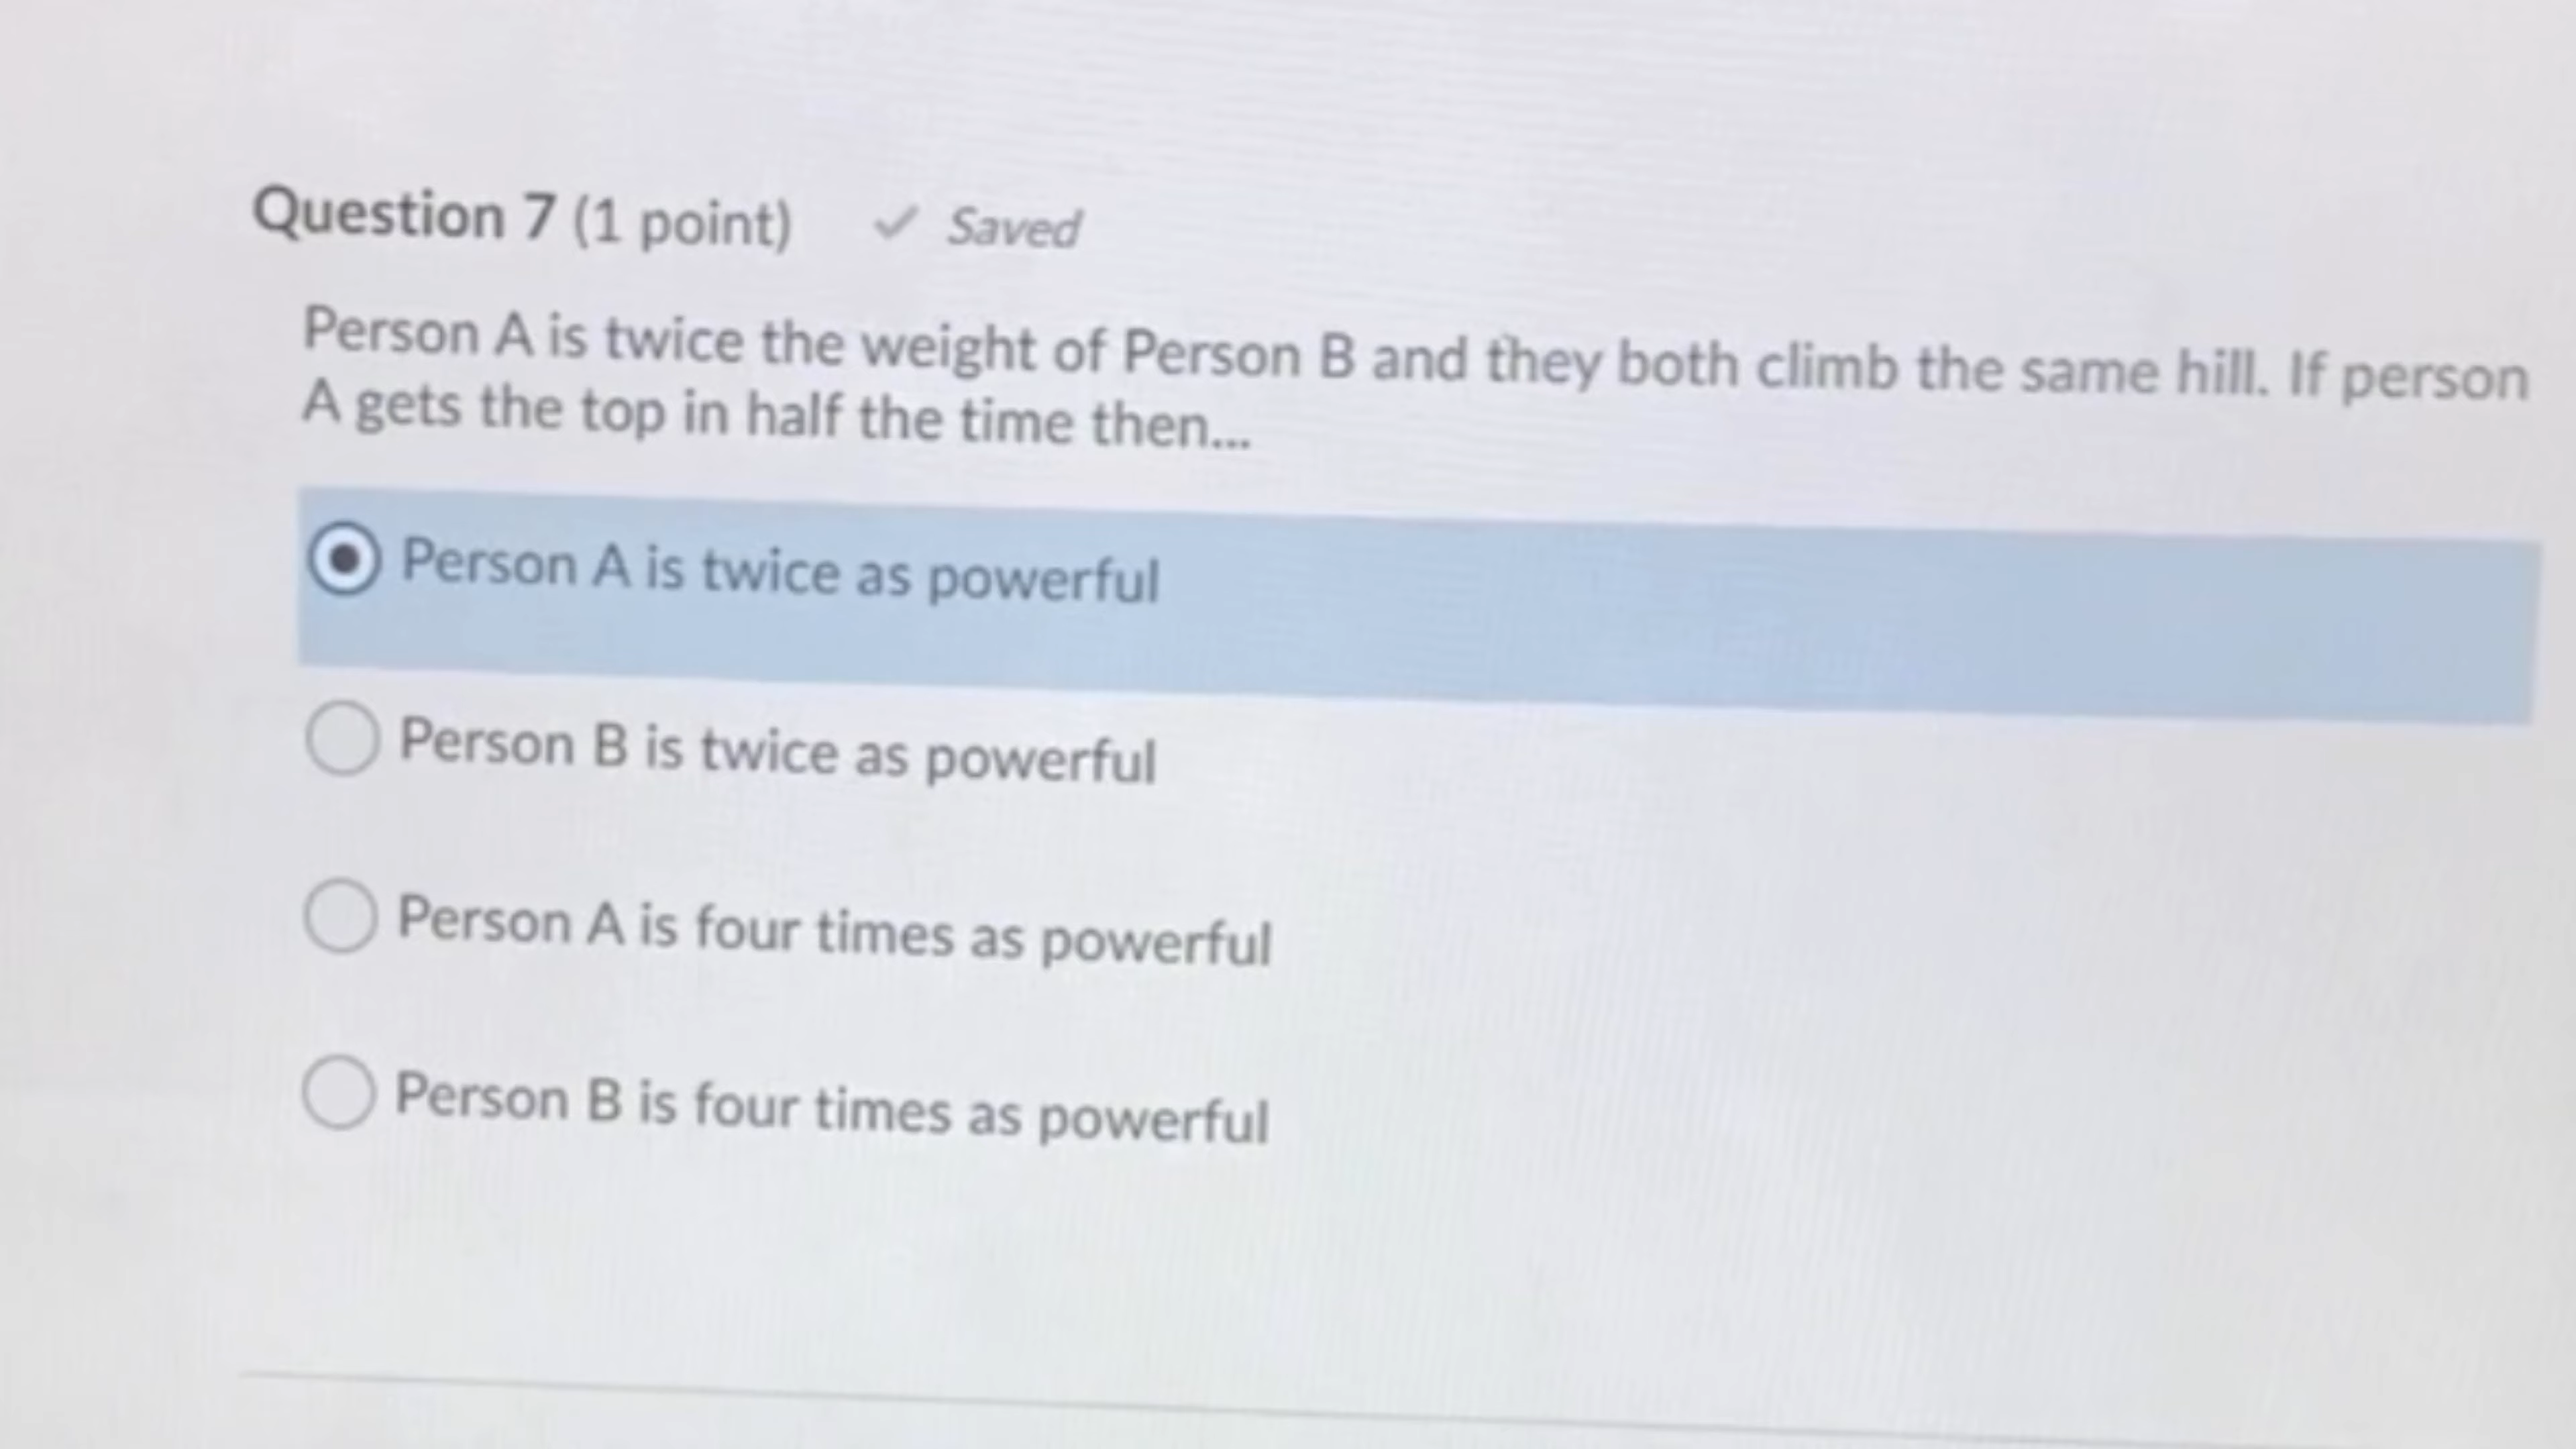 Question 7 (1 point) ✓ Saved
Person A is twice the weight of Person B and they both climb the same hill. If person
A gets the top in half the time then...
Person A is twice as powerful
Person B is twice as powerful
Person A is four times as powerful
Person B is four times as powerful